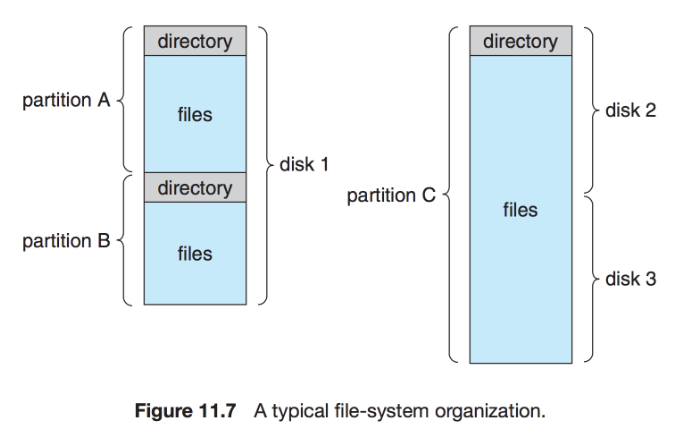 directory
partition A
files
disk 1
directory
partition B
files
directory
disk 2
partition C
files
disk 3
Figure 11.7 A typical file-system organization.